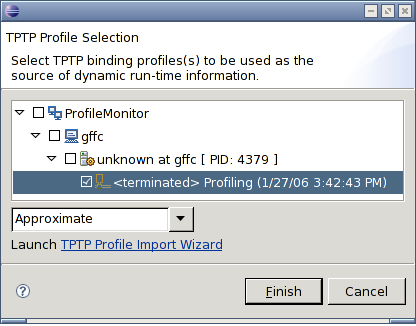 TPTP Profile Selection
Select TPTP binding profiles(s) to be used as the
source of dynamic run-time information.
ProfileMonitor
gffc
unknown at gffc [ PID: 4379 ]
<terminated> Profiling (1/27/06 3:42:43 PM)
Approximate
Launch TPTP Profile Import Wizard
? Finish Cancel